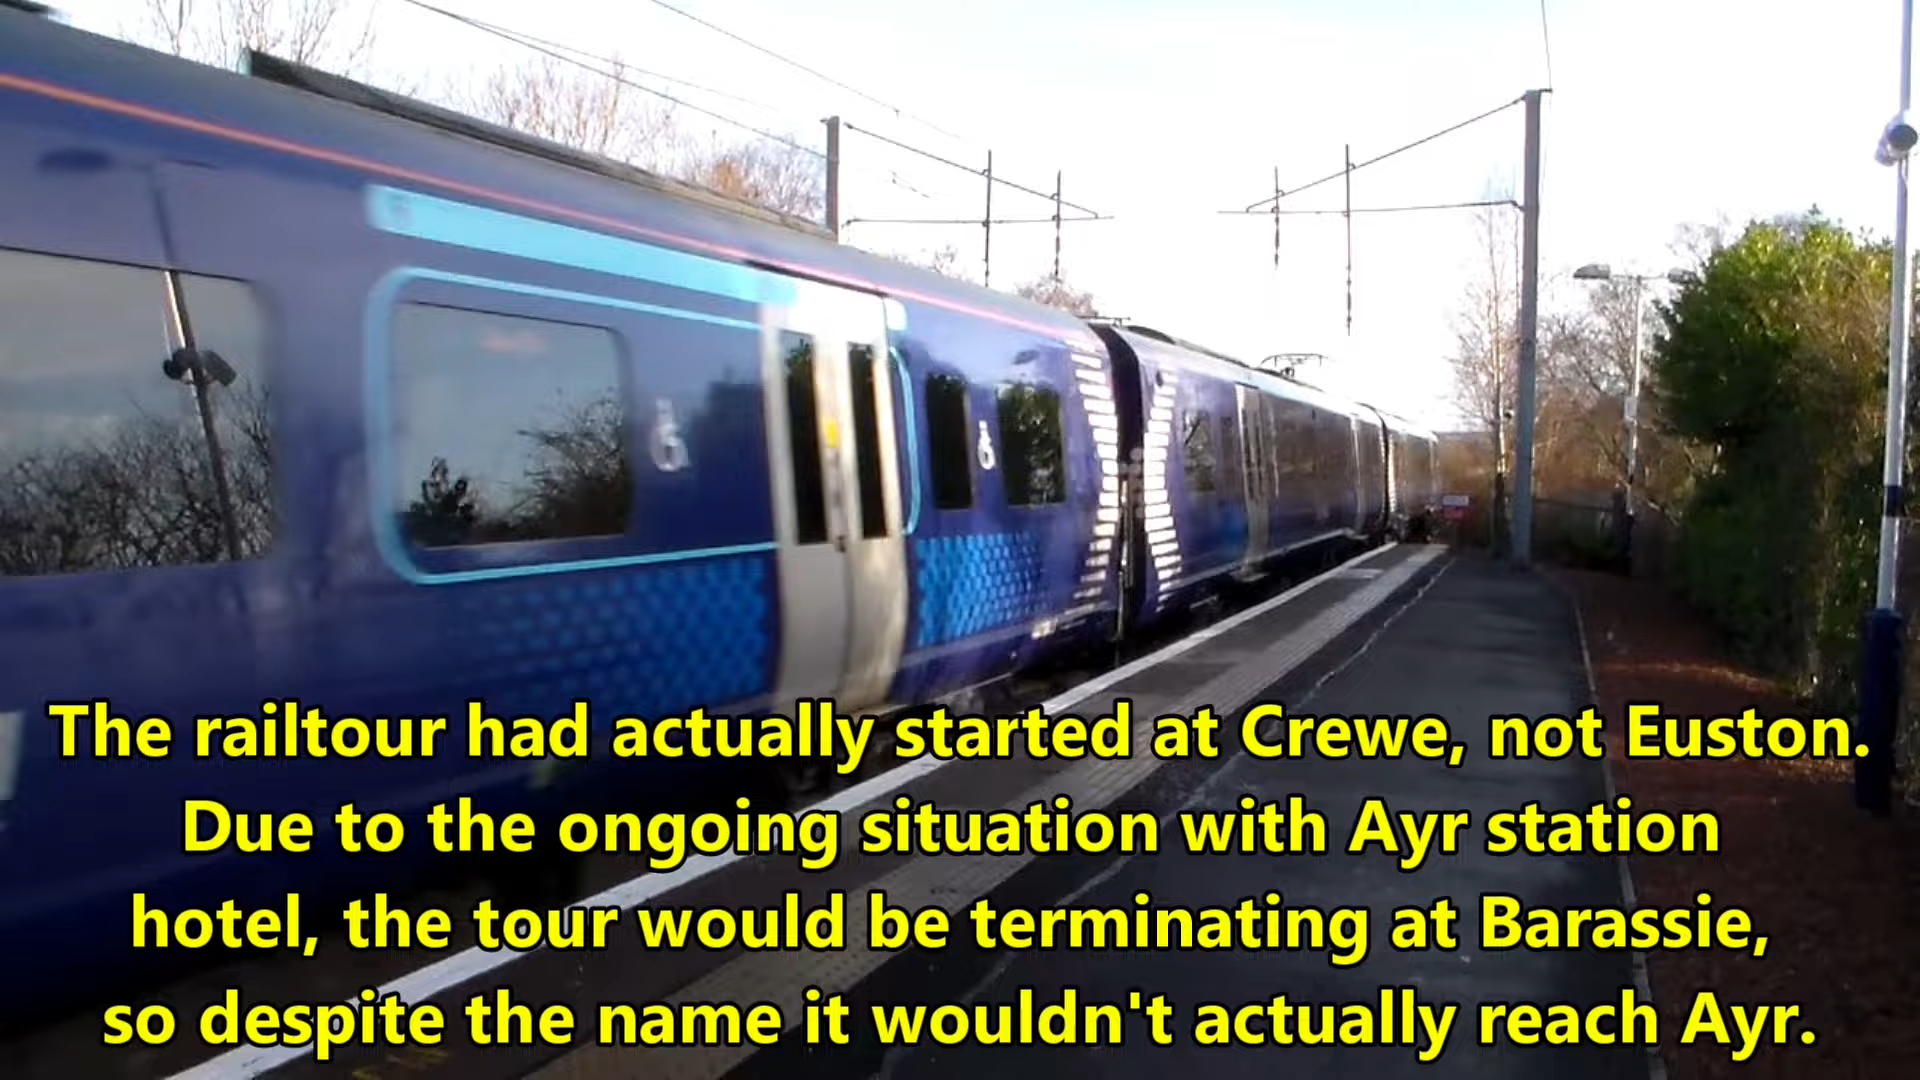 The railtour had actually started at Crewe, not Euston.
Due to the ongoing situation with Ayr station
hotel, the tour would be terminating at Barassie,
so despite the name it wouldn't actually reach Ayr.